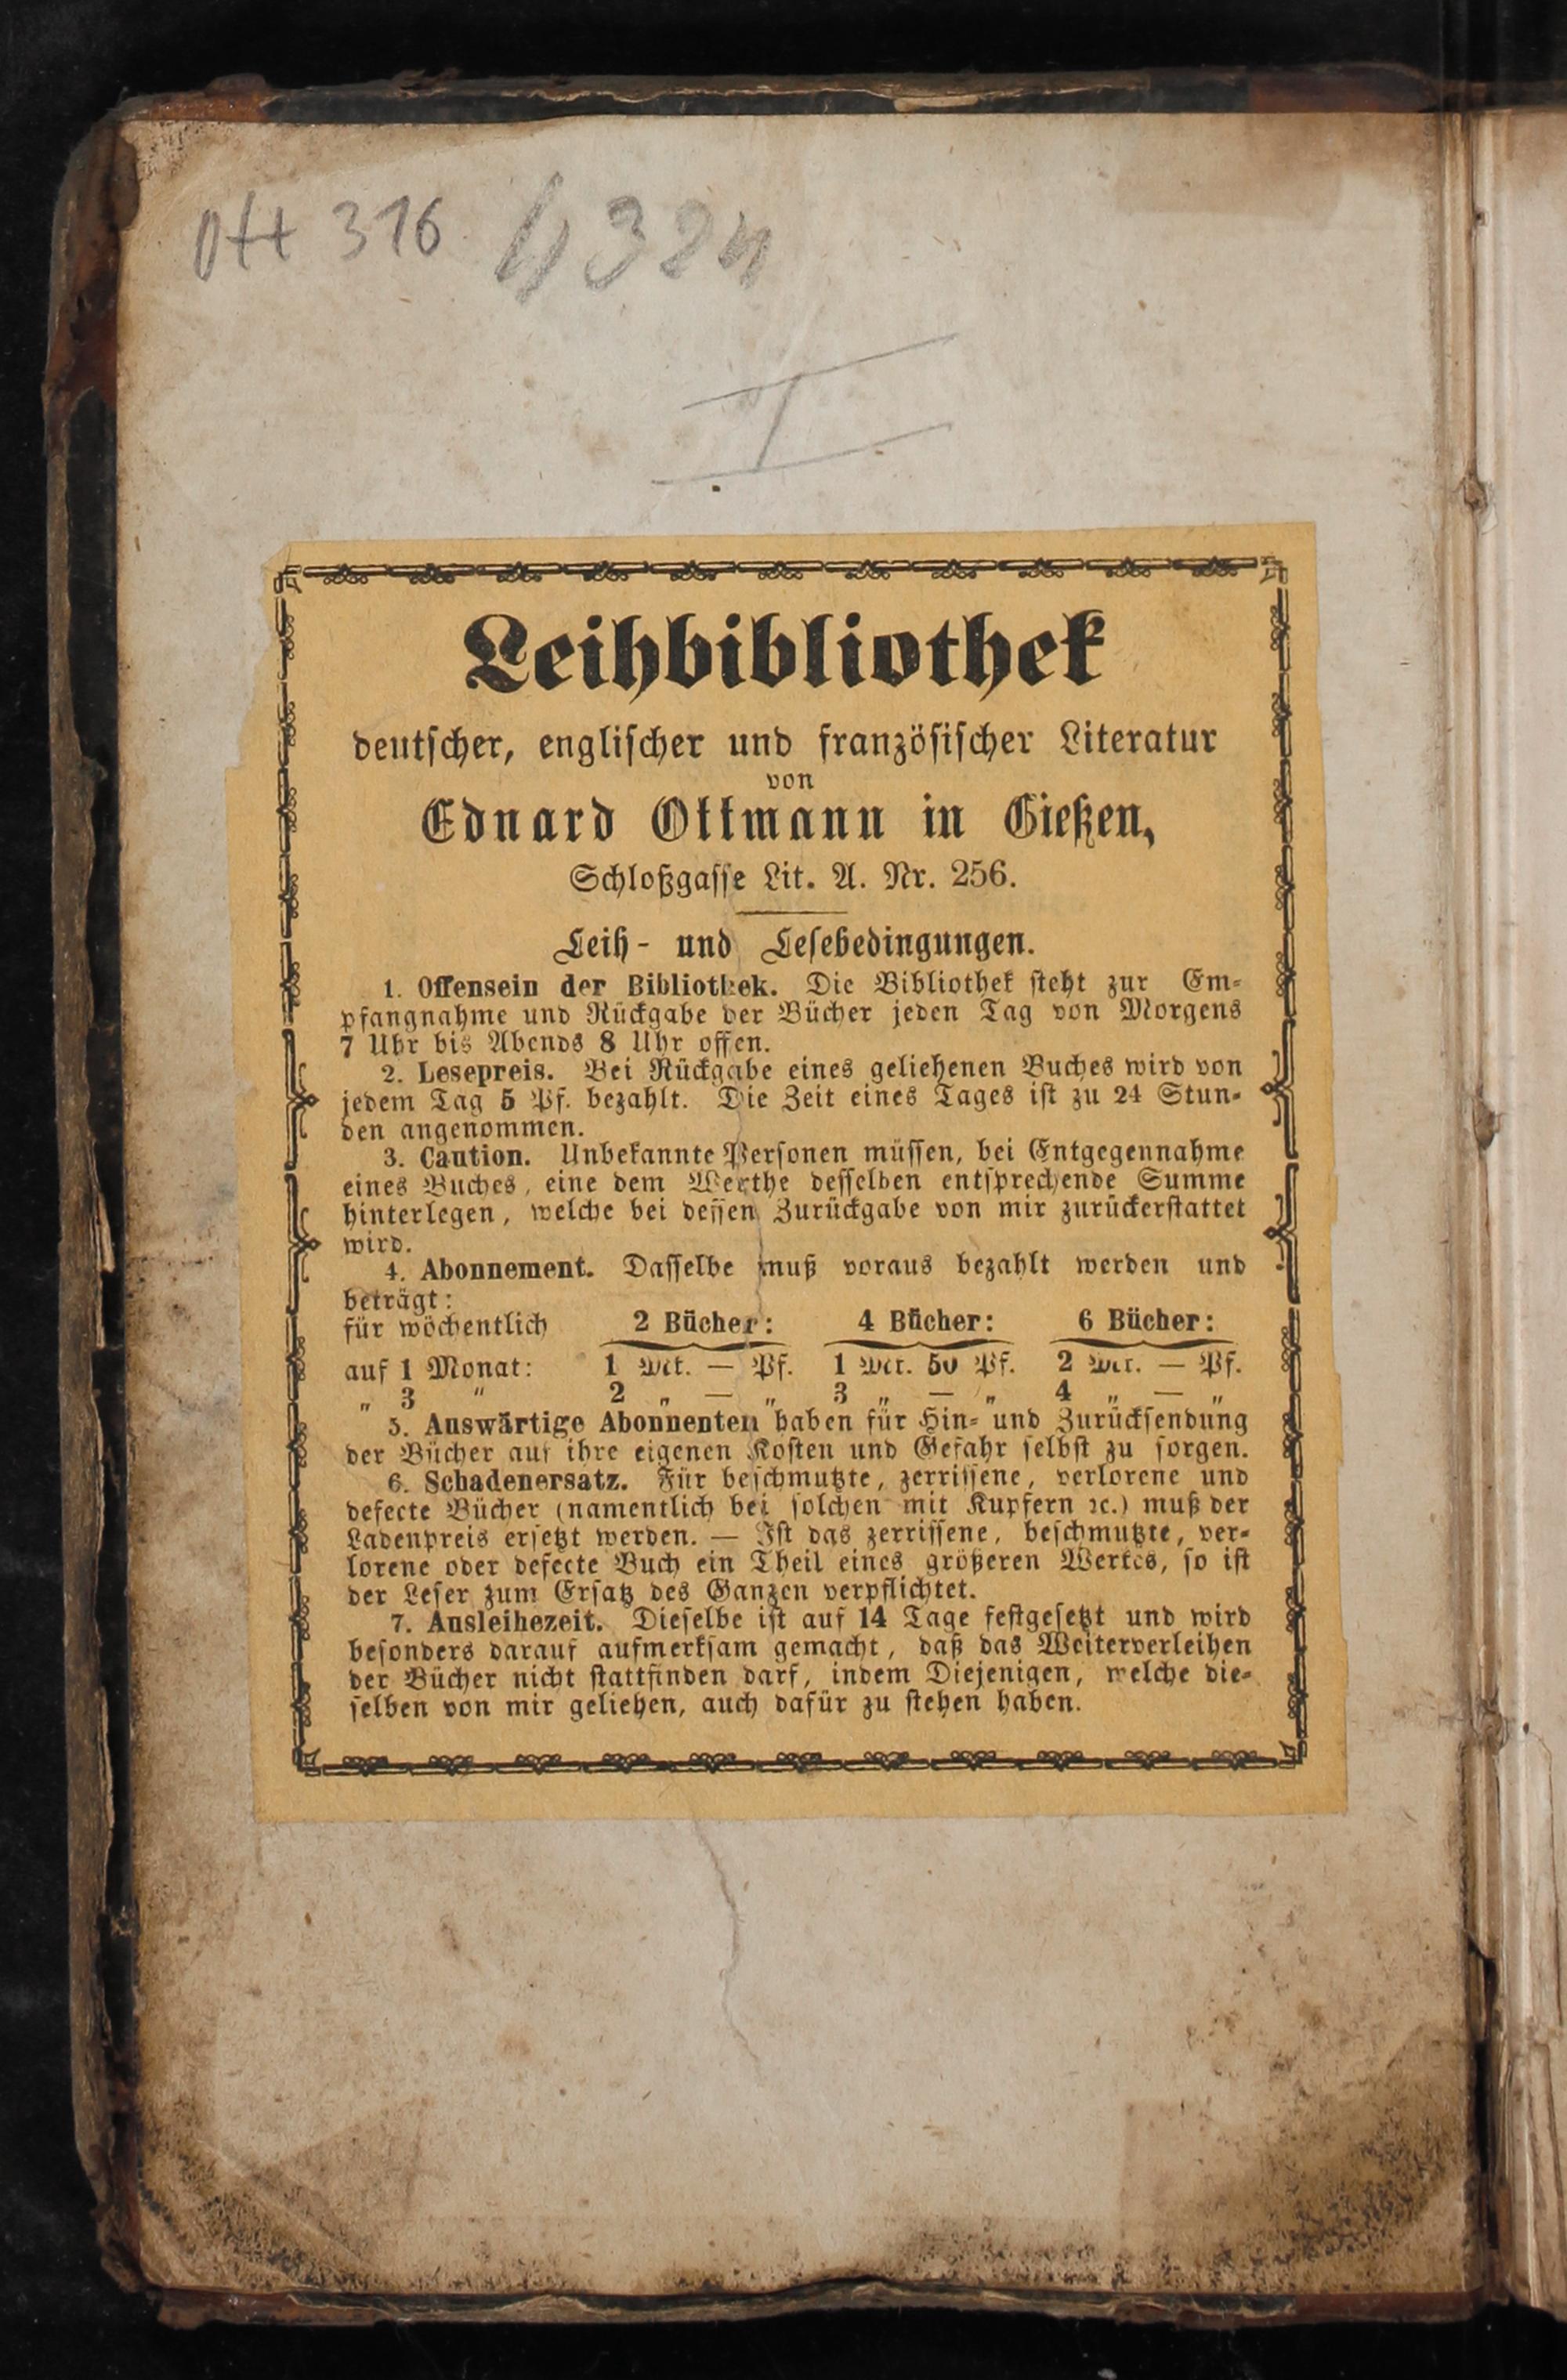 Ott 316
I
Leihbibliothek
deutscher, englischer und französischer Literatur
von
Eduard Ottmann in Gießen,
Schloßgasse Lit. A. Nr. 256.
Leih- und Lesebedingungen.
1. Offensein der Bibliothek. Die Bibliothek steht zur Em-
pfangnahme und Rückgabe der Bücher jeden Tag von Morgens
7 Uhr bis Abends 8 Uhr offen.
2. Lesepreis. Bei Rückgabe eines geliehenen Buches wird von
jedem Tag 5 Pf. bezahlt. Die Zeit eines Tages ist zu 24 Stun-
den angenommen.
3. Caution. Unbekannte Personen müssen, bei Entgegennahme
eines Buches, eine dem Werthe desselben entsprechende Summe
hinterlegen, welche bei dessen Zurückgabe von mir zurückerstattet
wird.
4. Abonnement. Dasselbe muß voraus bezahlt werden und
beträgt:
für wöchentlich 2 Bücher: 4 Bücher: 6 Bücher:
auf 1 Monat: 1 Mk. — Pf. 1 Mk. 50 Pf. 2 Mk. — Pf.
„ 3 „ 2 „ — „ 3 „ — „ 4 „ — „
5. Auswärtige Abonnenten haben für Hin- und Zurücksendung
der Bücher auf ihre eigenen Kosten und Gefahr selbst zu sorgen.
6. Schadenersatz. Für beschmutzte, zerrissene, verlorene und
defecte Bücher (namentlich bei solchen mit Kupfern ꝛc.) muß der
Ladenpreis ersetzt werden. — Ist das zerrissene, beschmutzte, ver-
lorene oder defecte Buch ein Theil eines größeren Werkes, so ist
der Leser zum Ersatz des Ganzen verpflichtet.
7. Ausleihezeit. Dieselbe ist auf 14 Tage festgesetzt und wird
besonders darauf aufmerksam gemacht, daß das Weiterverleihen
der Bücher nicht stattfinden darf, indem Diejenigen, welche die-
selben von mir geliehen, auch dafür zu stehen haben.